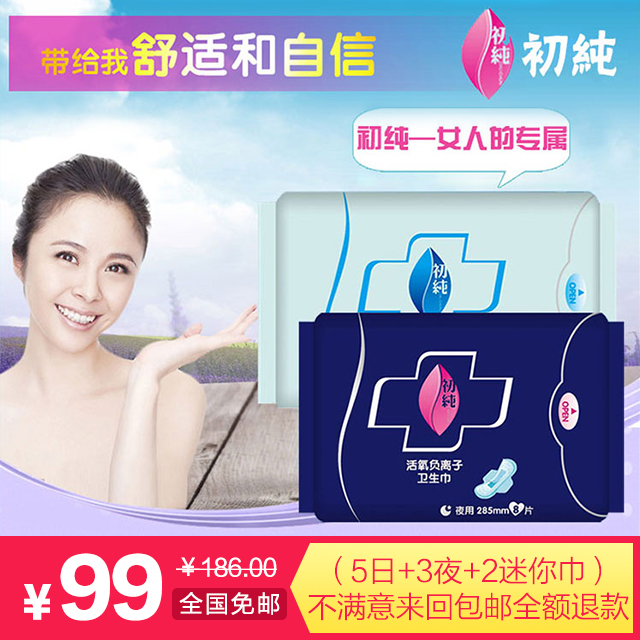 带给我舒适和自信
初純
初純
初纯—女人的专属
初純
OPEN
初純
OPEN
活氧负离子
卫生巾
夜用 285mm 8片
¥99
¥186.00
全国免邮
（5日+3夜+2迷你巾）
不满意来回包邮全额退款